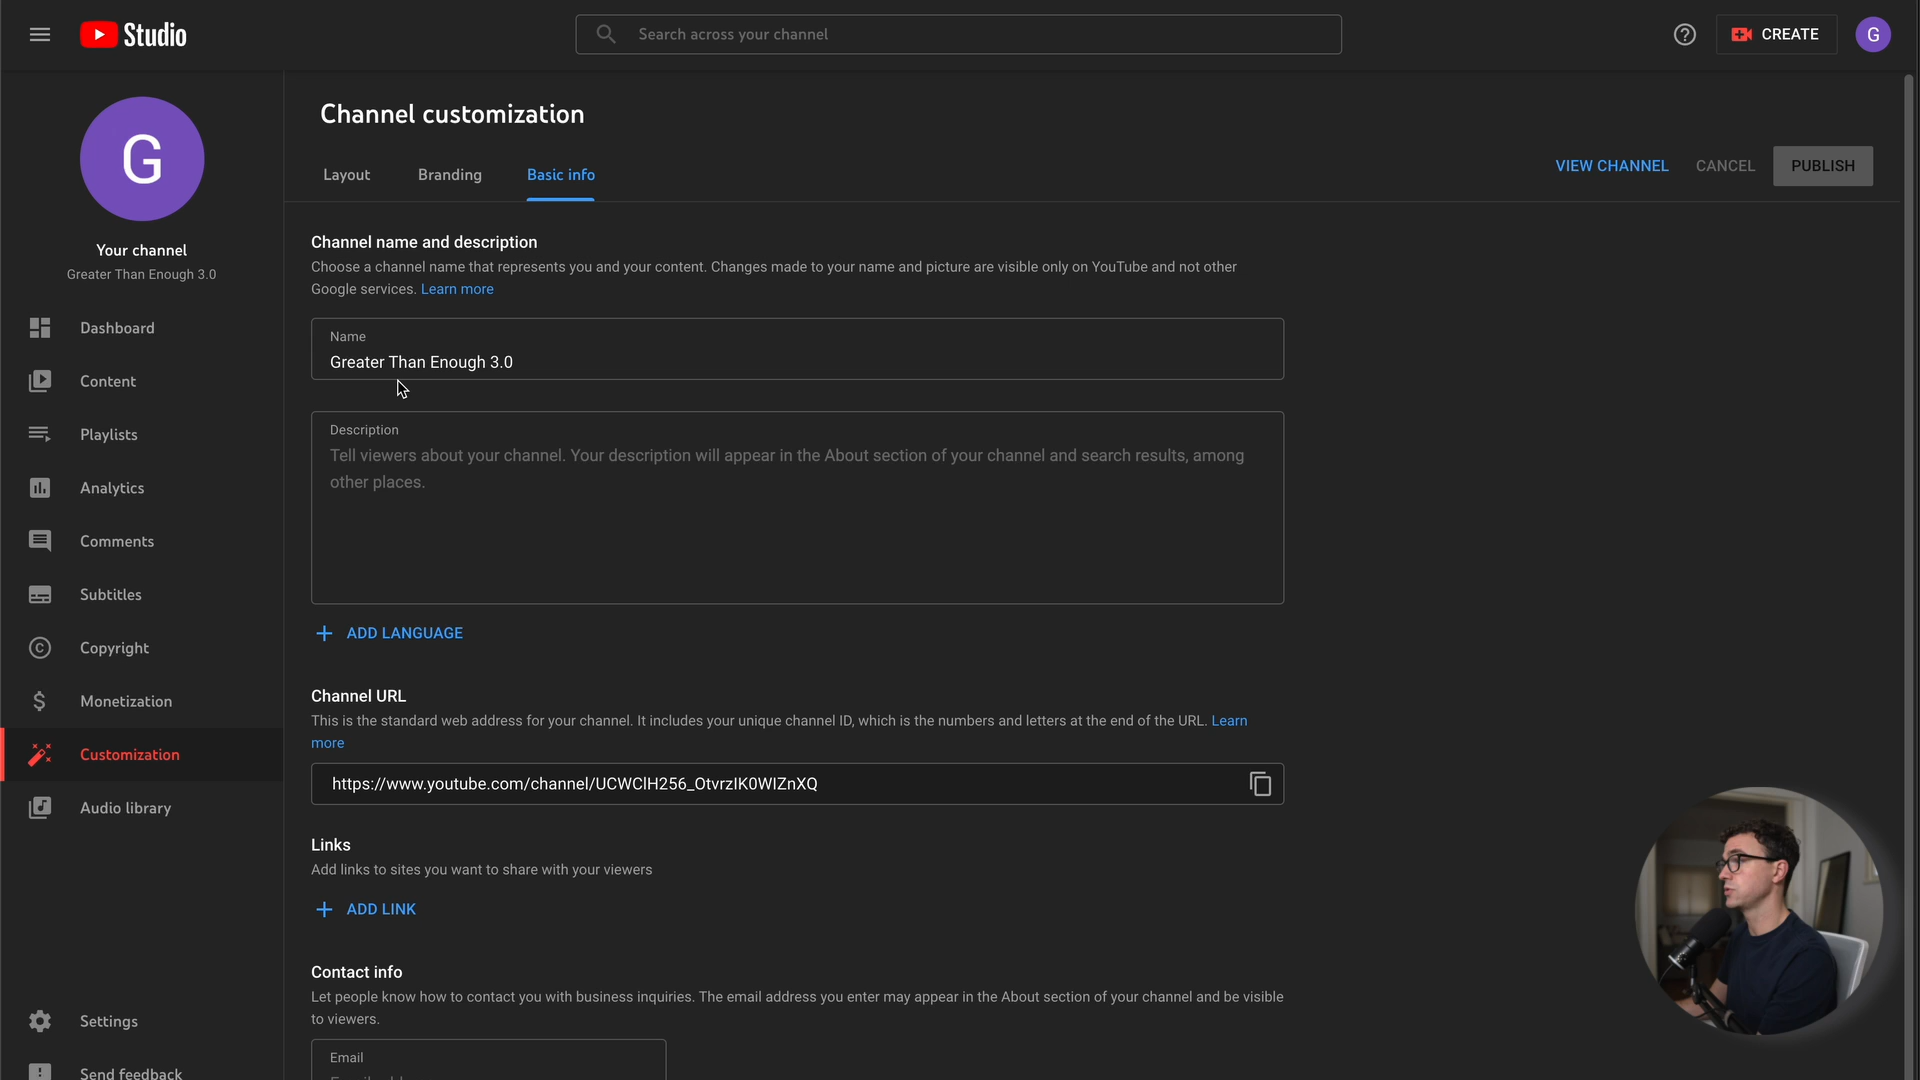 Studio
Search across your channel
CREATE
G
G
Your channel
Greater Than Enough 3.0
Dashboard
Content
Playlists
Analytics
Comments
Subtitles
Copyright
Monetization
Customization
Audio library
Settings
Send feedback
Channel customization
Layout
Branding
Basic info
VIEW CHANNEL
CANCEL
PUBLISH
Channel name and description
Choose a channel name that represents you and your content. Changes made to your name and picture are visible only on YouTube and not other
Google services. Learn more
Name
Greater Than Enough 3.0
Description
Tell viewers about your channel. Your description will appear in the About section of your channel and search results, among
other places.
ADD LANGUAGE
Channel URL
This is the standard web address for your channel. It includes your unique channel ID, which is the numbers and letters at the end of the URL. Learn
more
https://www.youtube.com/channel/UCWClH256_OtvrzIK0WIZnXQ
Links
Add links to sites you want to share with your viewers
ADD LINK
Contact info
Let people know how to contact you with business inquiries. The email address you enter may appear in the About section of your channel and be visible
to viewers.
Email